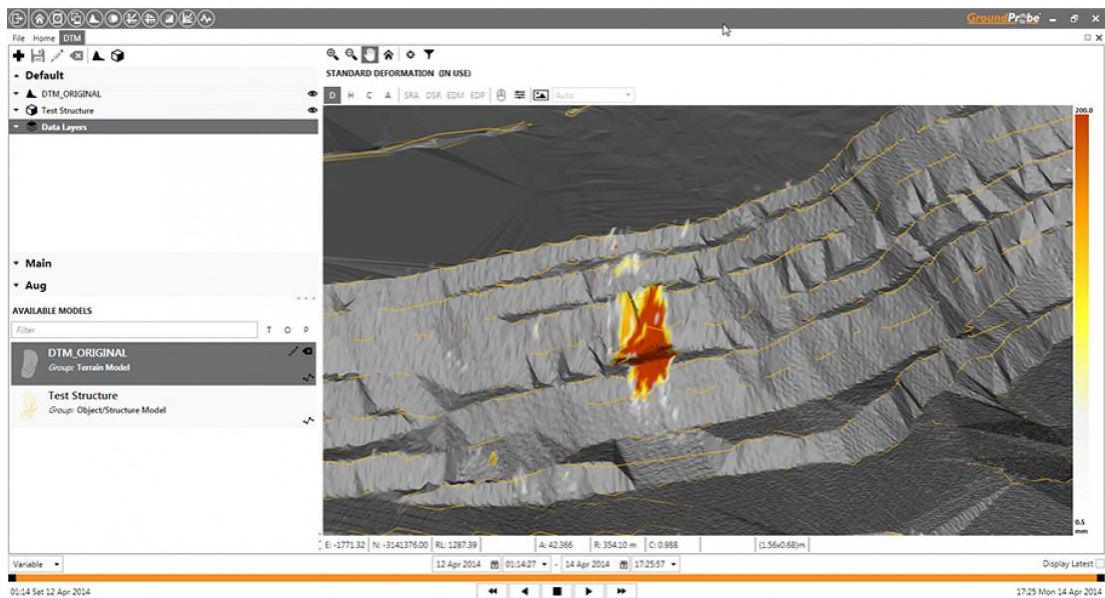 GroundProbe
File Home DTM
Default
DTM_ORIGINAL
Test Structure
Data Layers
Main
Aug
AVAILABLE MODELS
Filter T O P
DTM_ORIGINAL
Group: Terrain Model
Test Structure
Group: Object/Structure Model
STANDARD DEFORMATION (IN USE)
D H C A SRA DSR EDM EDP Auto
200.0
0.5
mm
E: -1771.32 N: -3141376.00 RL: 1287.39 A: 42.366 R: 354.10 m C: 0.988 (1.56x0.68)m
Variable 12 Apr 2014 01:14:27 - 14 Apr 2014 17:25:57 Display Latest
01:14 Sat 12 Apr 2014 17:25 Mon 14 Apr 2014